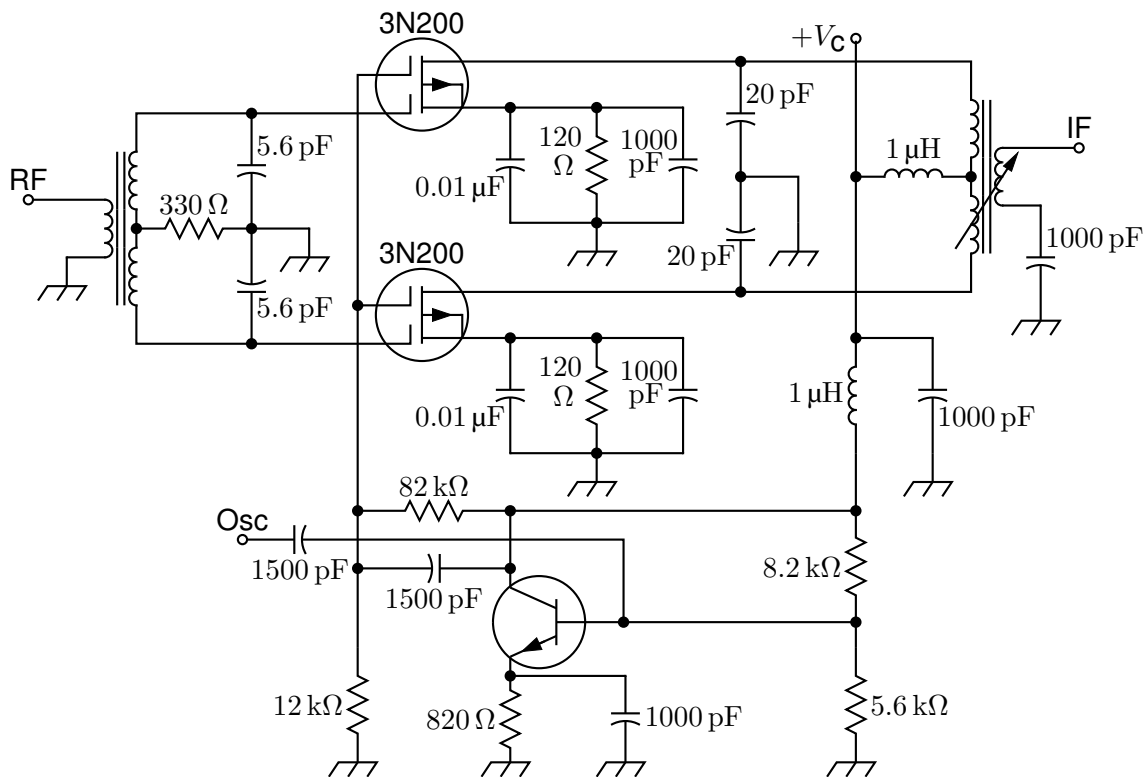 3N200
+VC
RF
5.6 pF
330 Ω
5.6 pF
0.01 µF
120
Ω
1000
pF
20 pF
20 pF
1 µH
IF
1000 pF
3N200
0.01 µF
120
Ω
1000
pF
1 µH
1000 pF
82 kΩ
Osc
1500 pF
1500 pF
8.2 kΩ
12 kΩ
820 Ω
1000 pF
5.6 kΩ